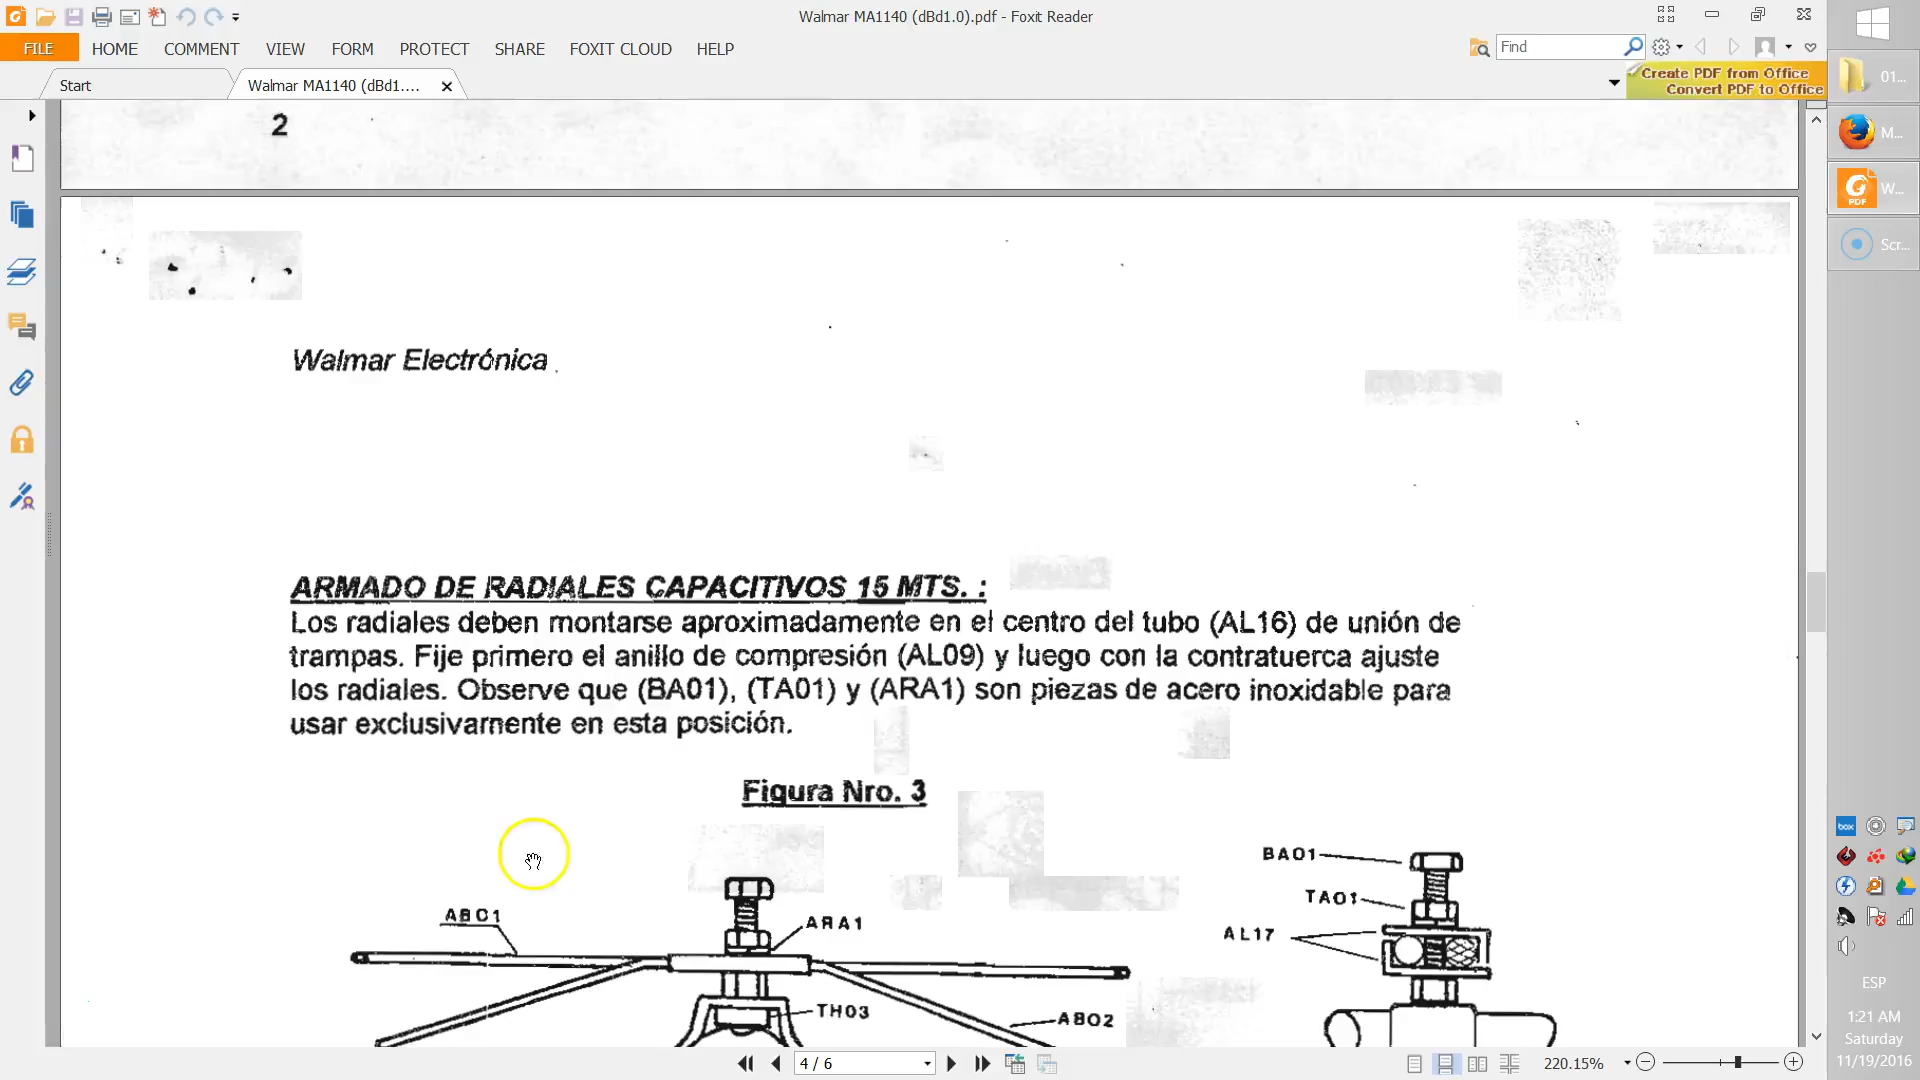 Walmar MA1140 (dBd1.0).pdf - Foxit Reader
FILE HOME COMMENT VIEW FORM PROTECT SHARE FOXIT CLOUD HELP
Find
Start
Walmar MA1140 (dBd1....
Create PDF from Office
Convert PDF to Office
01...
M...
W...
PDF
Scr...
2
Walmar Electrónica
ARMADO DE RADIALES CAPACITIVOS 15 MTS. :
Los radiales deben montarse aproximadamente en el centro del tubo (AL16) de unión de
trampas. Fije primero el anillo de compresión (AL09) y luego con la contratuerca ajuste
los radiales. Observe que (BA01), (TA01) y (ARA1) son piezas de acero inoxidable para
usar exclusivamente en esta posición.
Figura Nro. 3
BA01
TA01
AL17
AB01
ARA1
TH03
AB02
box
ESP
1:21 AM
Saturday
11/19/2016
4 / 6
220.15%